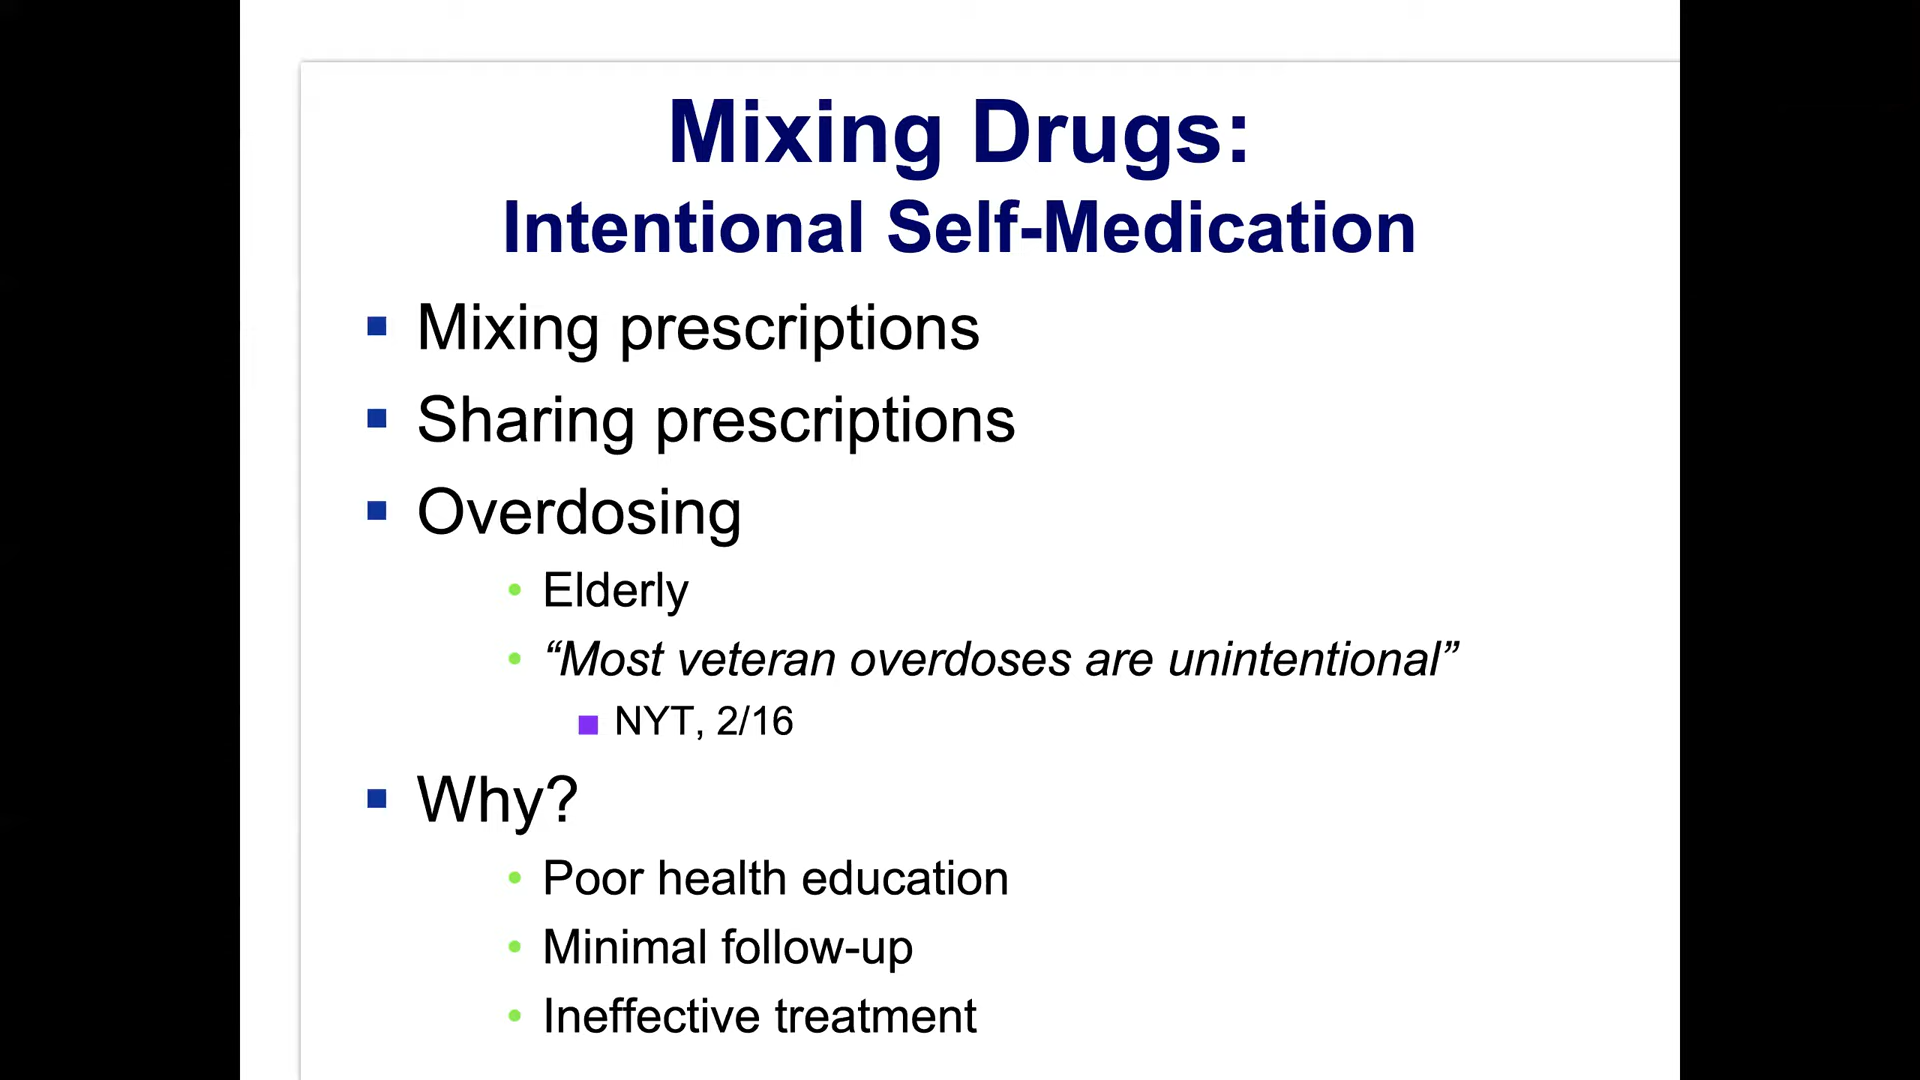 Mixing Drugs:
Intentional Self-Medication
Mixing prescriptions
Sharing prescriptions
Overdosing
Elderly
“Most veteran overdoses are unintentional”
NYT, 2/16
Why?
Poor health education
Minimal follow-up
Ineffective treatment